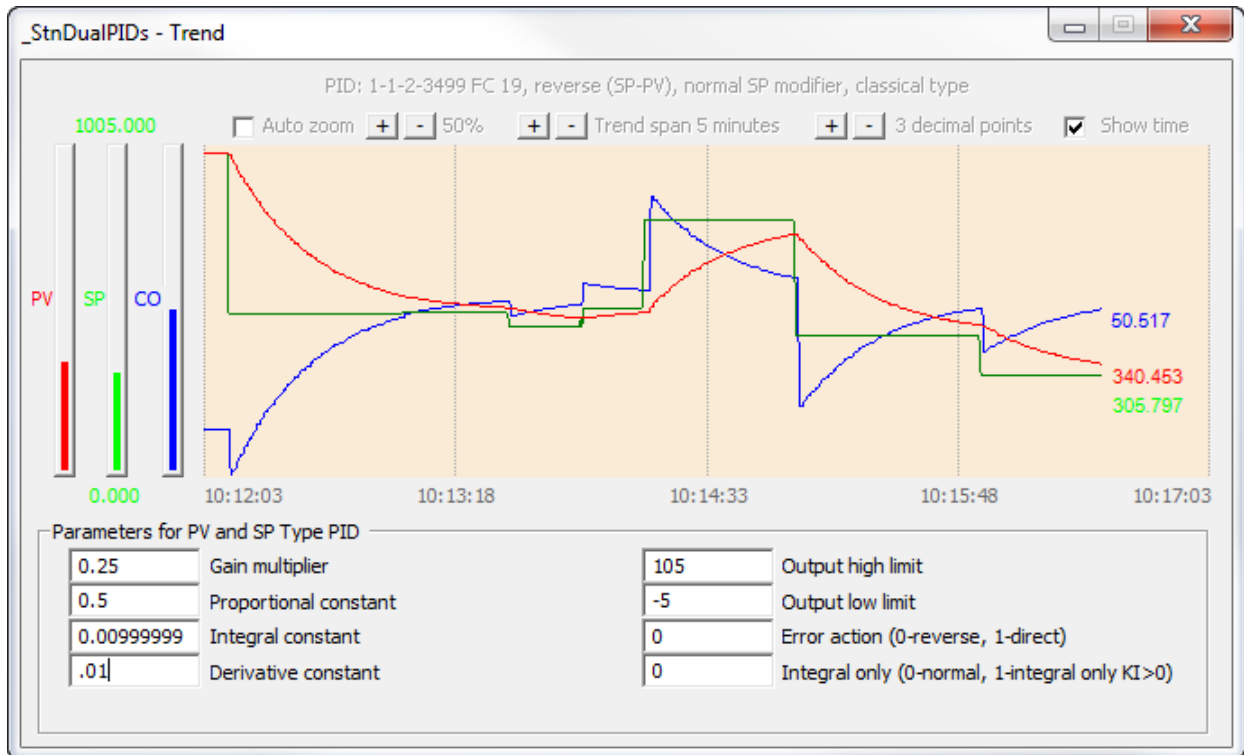 _StnDualPIDs - Trend
PID: 1-1-2-3499 FC 19, reverse (SP-PV), normal SP modifier, classical type
1005.000 Auto zoom + - 50% + - Trend span 5 minutes + - 3 decimal points Show time
PV SP CO
50.517
340.453
305.797
0.000 10:12:03 10:13:18 10:14:33 10:15:48 10:17:03
Parameters for PV and SP Type PID
0.25 Gain multiplier 105 Output high limit
0.5 Proportional constant -5 Output low limit
0.00999999 Integral constant 0 Error action (0-reverse, 1-direct)
.01 Derivative constant 0 Integral only (0-normal, 1-integral only KI>0)